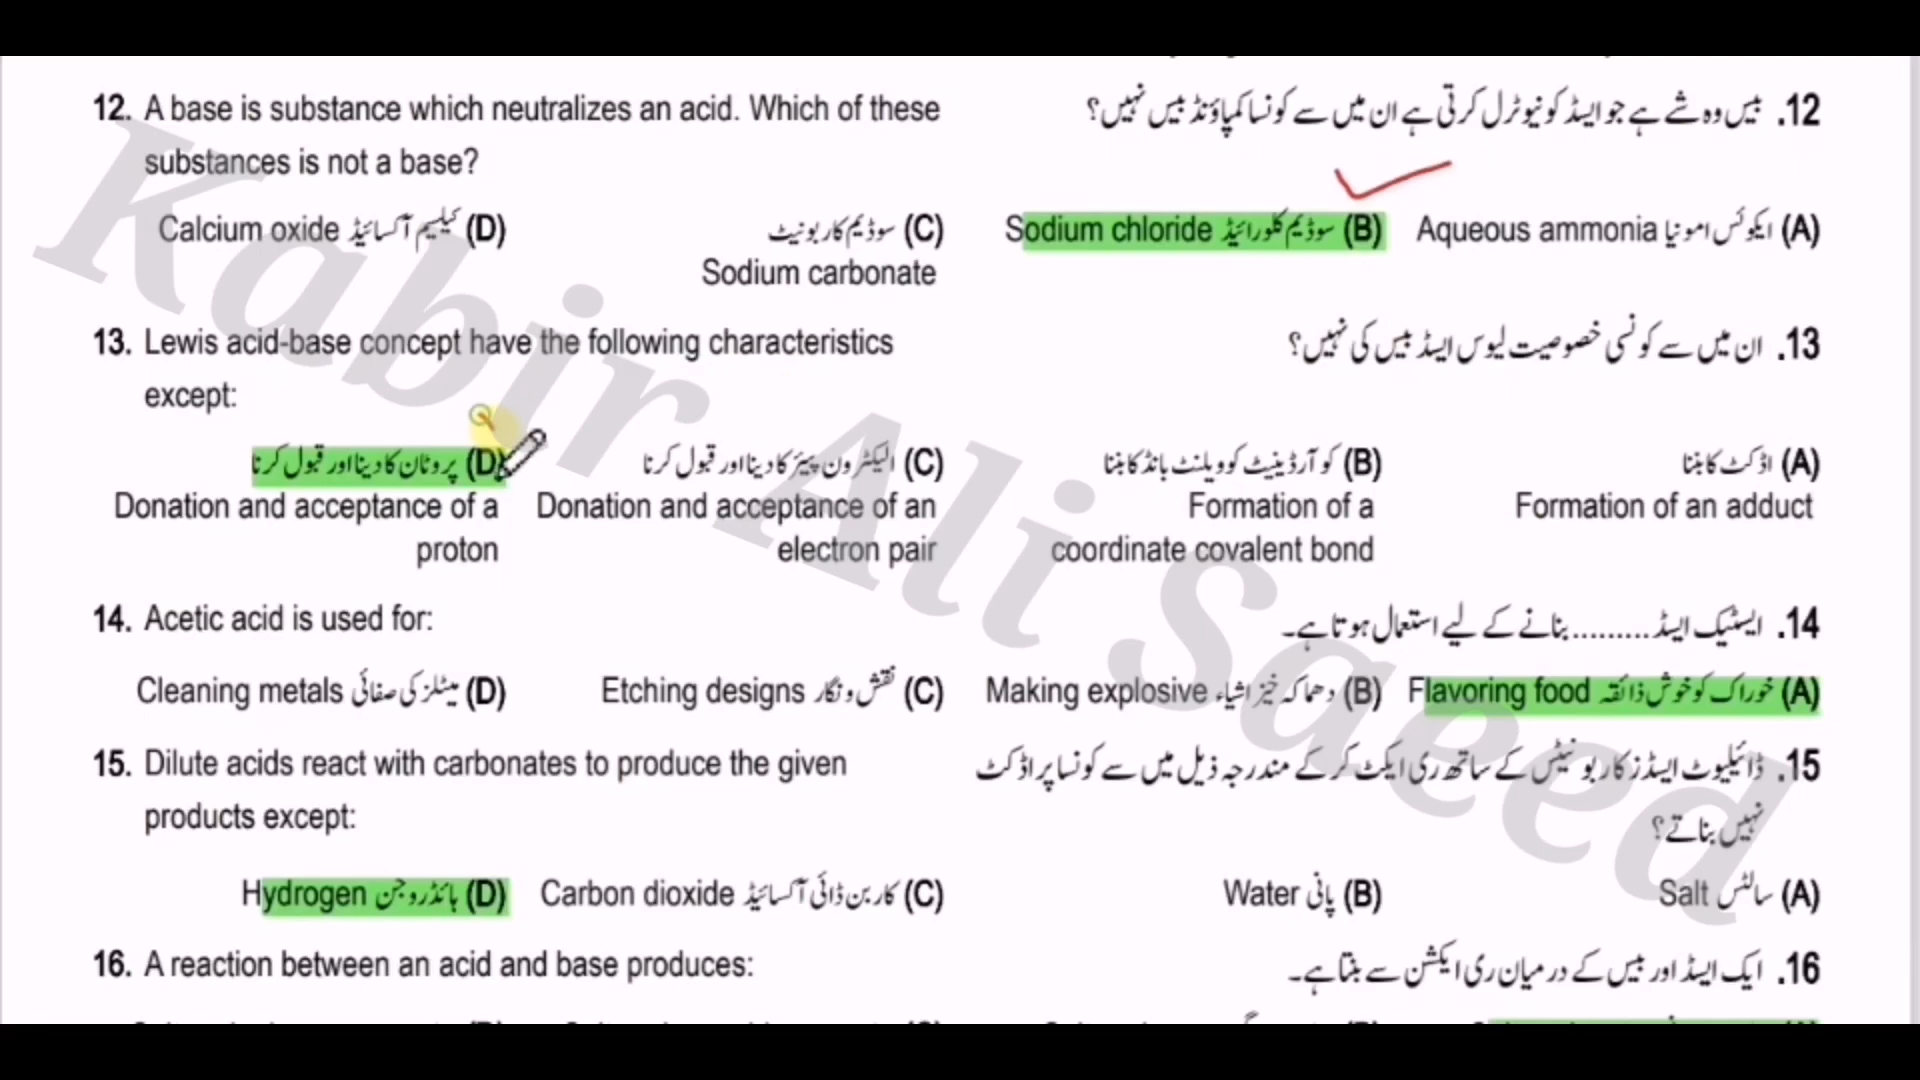 12. A base is substance which neutralizes an acid. Which of these
substances is not a base?
12. بیس وہ شے ہے جو ایسڈ کو نیوٹرل کرتی ہے ان میں سے کونسا کمپاؤنڈ بیس نہیں؟
(A) ایکوئس امونیا Aqueous ammonia
(B) سوڈیم کلورائیڈ Sodium chloride
(C) سوڈیم کاربونیٹ
Sodium carbonate
(D) کیلسیم آکسائیڈ Calcium oxide
13. Lewis acid-base concept have the following characteristics
except:
13. ان میں سے کونسی خصوصیت لیوس ایسڈ بیس کی نہیں؟
(A) اڈکٹ کا بننا
Formation of an adduct
(B) کو آرڈینیٹ کوویلنٹ بانڈ کا بننا
Formation of a
coordinate covalent bond
(C) الیکٹرون پیئر کا دینا اور قبول کرنا
Donation and acceptance of an
electron pair
(D) پروٹان کا دینا اور قبول کرنا
Donation and acceptance of a
proton
14. Acetic acid is used for:
14. ایسٹیک ایسڈ ......... بنانے کے لیے استعمال ہوتا ہے۔
(A) خوراک کو خوش ذائقہ Flavoring food
(B) دھماکہ خیز اشیاء Making explosive
(C) نقش و نگار Etching designs
(D) میٹلز کی صفائی Cleaning metals
15. Dilute acids react with carbonates to produce the given
products except:
15. ڈائیلیوٹ ایسڈز کاربونیٹس کے ساتھ ری ایکٹ کر کے مندرجہ ذیل میں سے کونسا پراڈکٹ
نہیں بناتے؟
(A) سالٹس Salt
(B) پانی Water
(C) کاربن ڈائی آکسائیڈ Carbon dioxide
(D) ہائڈروجن Hydrogen
16. A reaction between an acid and base produces:
16. ایک ایسڈ اور بیس کے درمیان ری ایکشن سے بنتا ہے۔
Kabir Ali Saeed